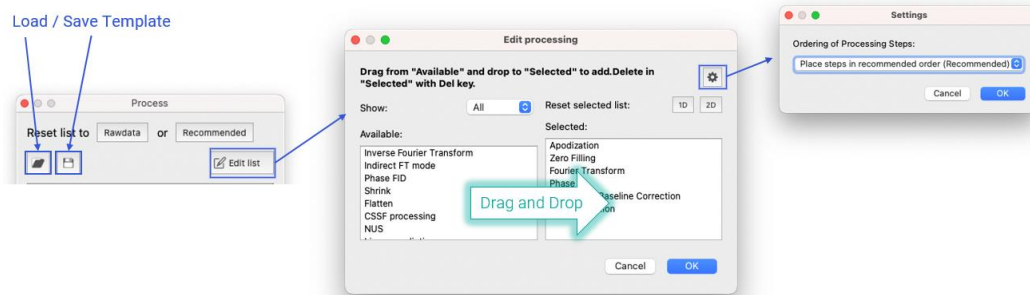 Load / Save Template
Process
Reset list to Rawdata or Recommended
Edit list
Edit processing
Drag from "Available" and drop to "Selected" to add.Delete in
"Selected" with Del key.
Show: All
Reset selected list: 1D 2D
Available:
Inverse Fourier Transform
Indirect FT mode
Phase FID
Shrink
Flatten
CSSF processing
NUS
Selected:
Apodization
Zero Filling
Fourier Transform
Phase
Baseline Correction
Drag and Drop
Cancel OK
Settings
Ordering of Processing Steps:
Place steps in recommended order (Recommended)
Cancel OK